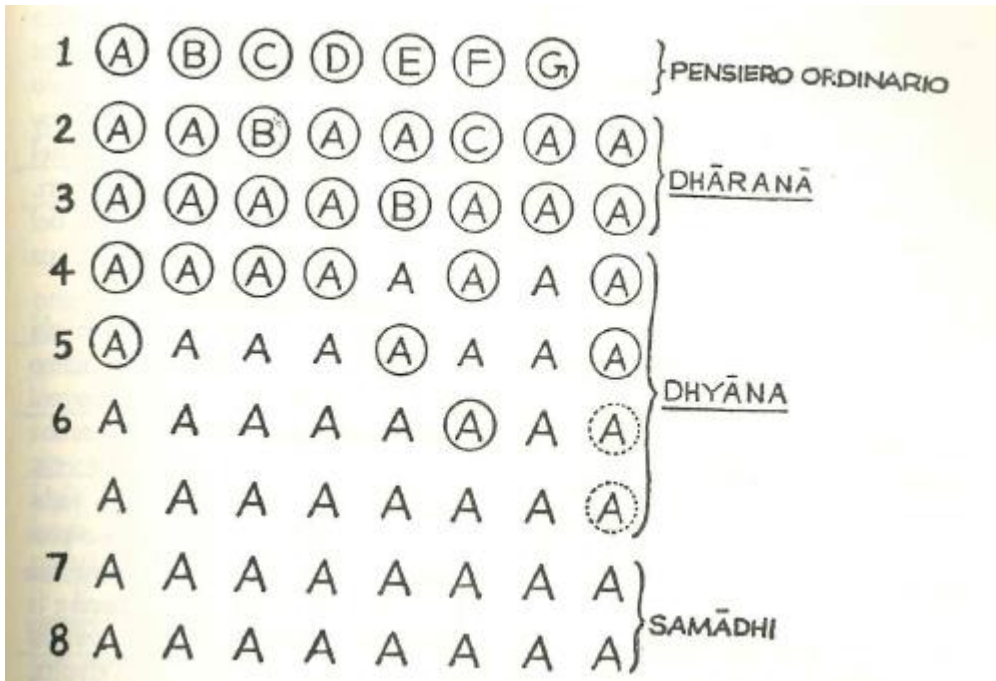 1 A B C D E F G PENSIERO ORDINARIO
2 A A B A A C A A
DHĀRANĀ
3 A A A A B A A A
4 A A A A A A A A
5 A A A A A A A A
DHYĀNA
6 A A A A A A A A
A A A A A A A A
7 A A A A A A A A
SAMĀDHI
8 A A A A A A A A